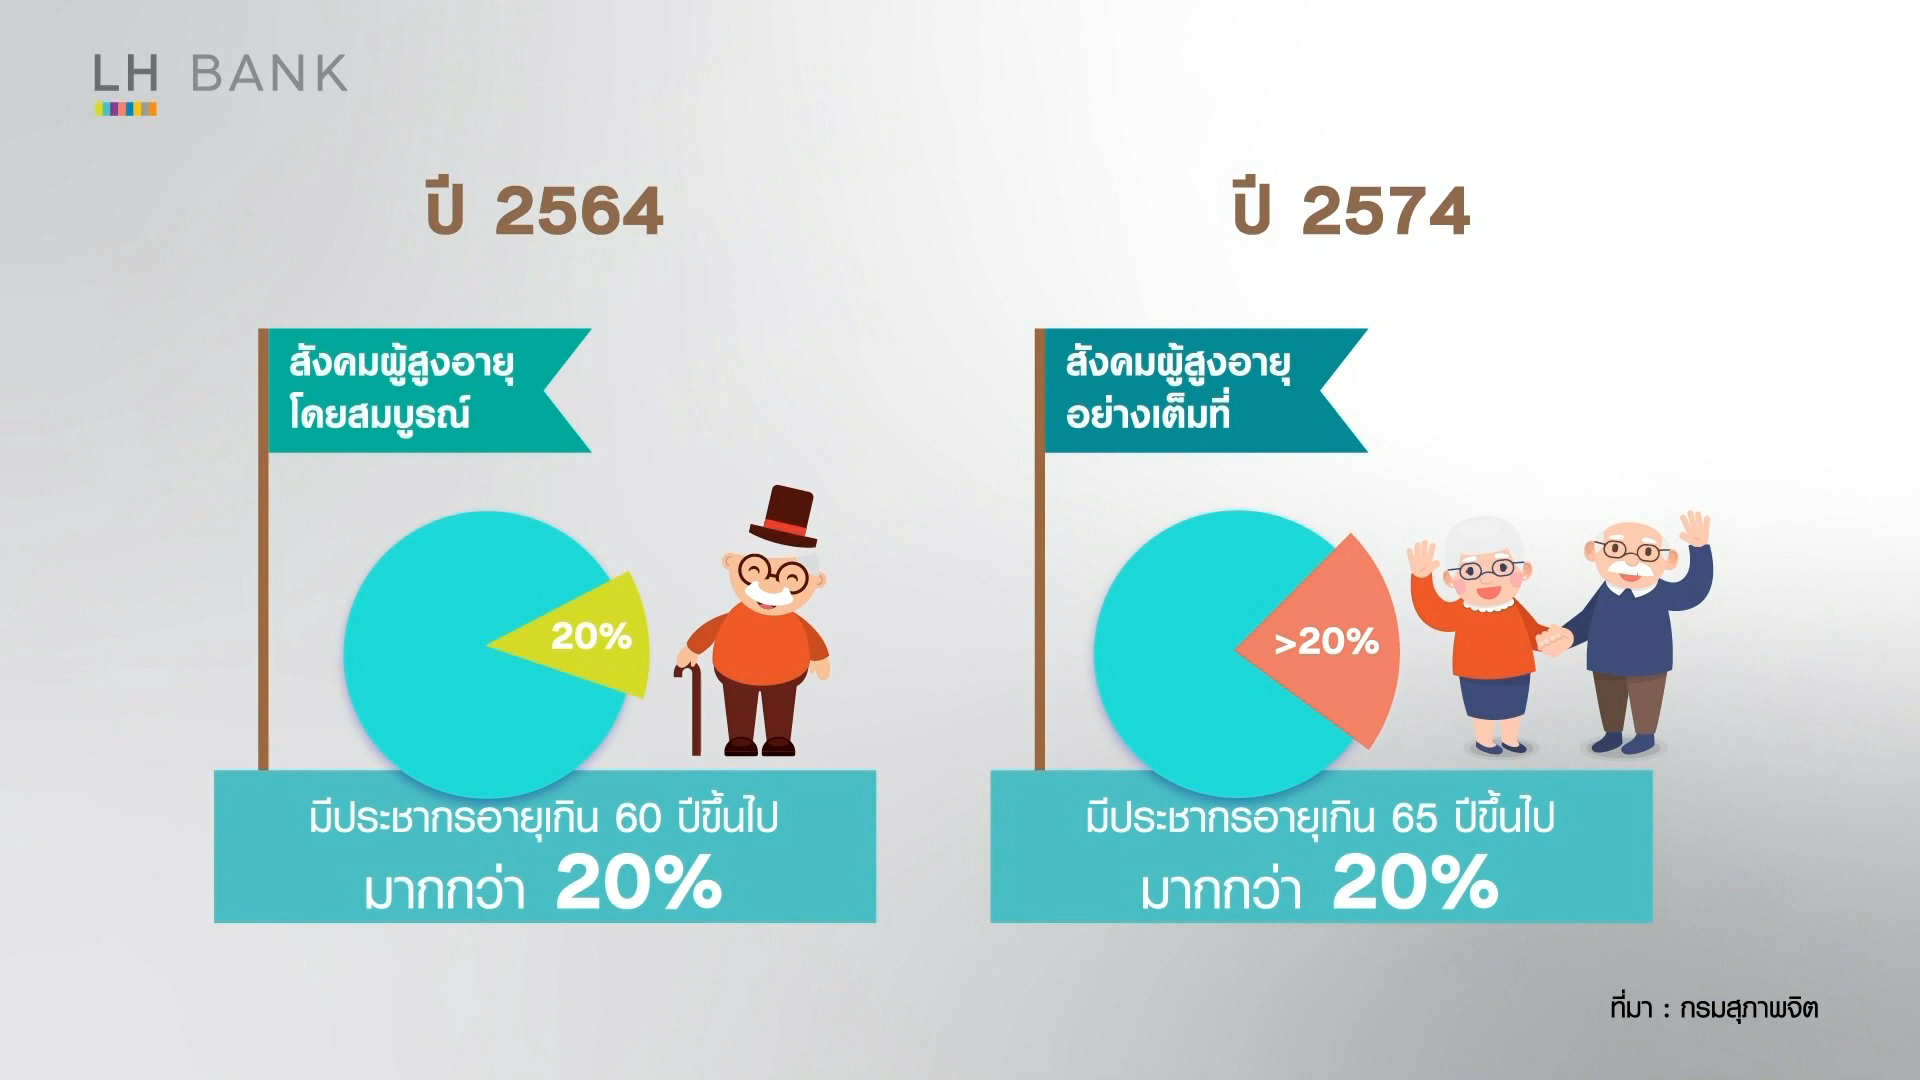 LH BANK
ปี 2564
สังคมผู้สูงอายุ
โดยสมบูรณ์
20%
มีประชากรอายุเกิน 60 ปีขึ้นไป
มากกว่า 20%
ปี 2574
สังคมผู้สูงอายุ
อย่างเต็มที่
>20%
มีประชากรอายุเกิน 65 ปีขึ้นไป
มากกว่า 20%
ที่มา : กรมสุภาพจิต